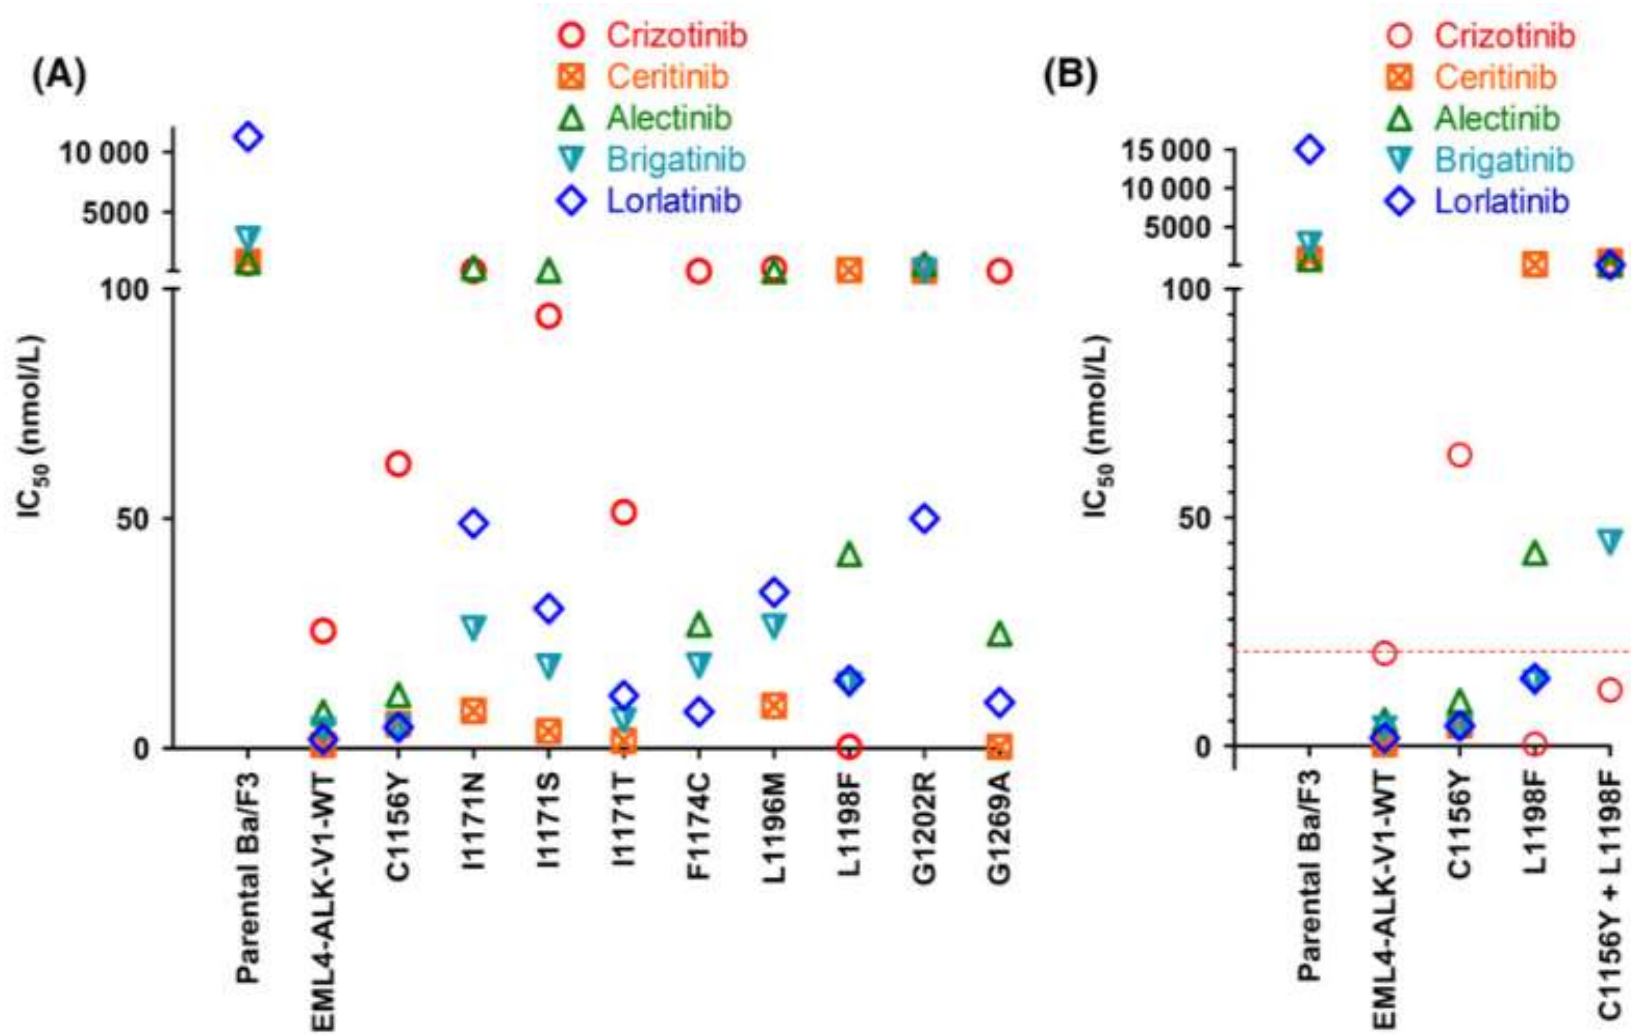 (A)
Crizotinib
Ceritinib
Alectinib
Brigatinib
Lorlatinib
10 000
5000
100
50
0
IC50 (nmol/L)
Parental Ba/F3
EML4-ALK-V1-WT
C1156Y
I1171N
I1171S
I1171T
F1174C
L1196M
L1198F
G1202R
G1269A
(B)
Crizotinib
Ceritinib
Alectinib
Brigatinib
Lorlatinib
15 000
10 000
5000
100
50
0
IC50 (nmol/L)
Parental Ba/F3
EML4-ALK-V1-WT
C1156Y
L1198F
C1156Y + L1198F